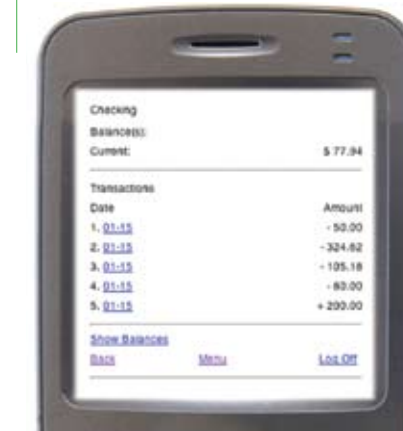 Checking
Balance(s):
Current: $ 77.94
Transactions
Date Amount
1. 01-15 - 50.00
2. 01-15 - 324.62
3. 01-15 - 105.18
4. 01-15 - 60.00
5. 01-15 + 200.00
Show Balances
Back Menu Log Off